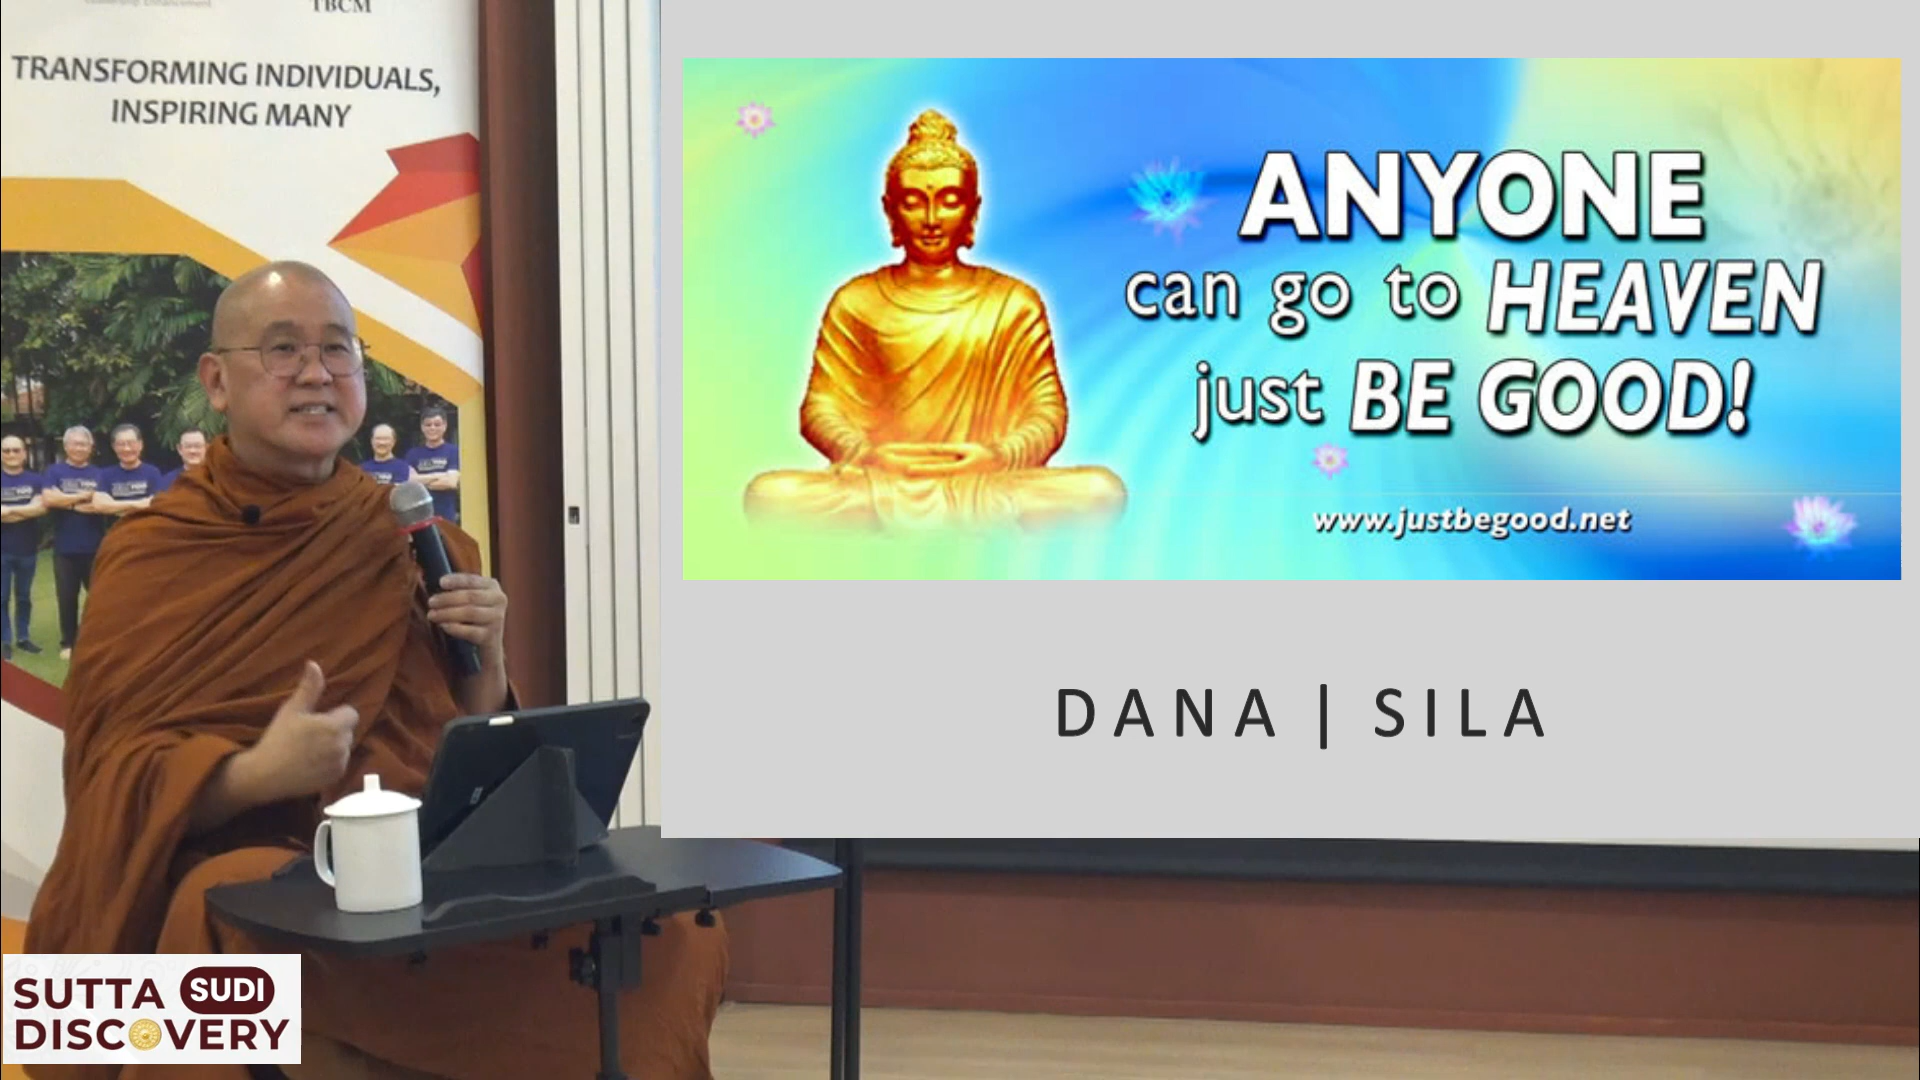 TBCM
TRANSFORMING INDIVIDUALS,
INSPIRING MANY
ANYONE
can go to HEAVEN
just BE GOOD!
www.justbegood.net
DANA | SILA
SUTTA SUDI
DISCOVERY